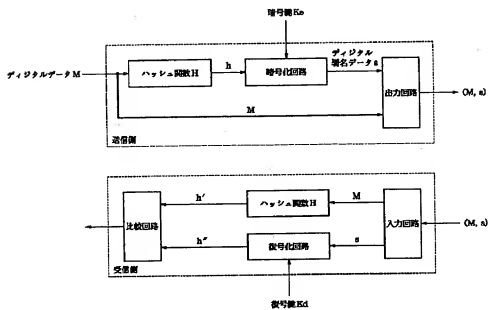 暗号鍵Ke
ディジタルデータM
ハッシュ関数H
h
暗号化回路
ディジタル
署名データs
出力回路
(M, s)
M
送信側
比較回路
h'
ハッシュ関数H
M
入力回路
(M, s)
h"
復号化回路
s
受信側
復号鍵Kd